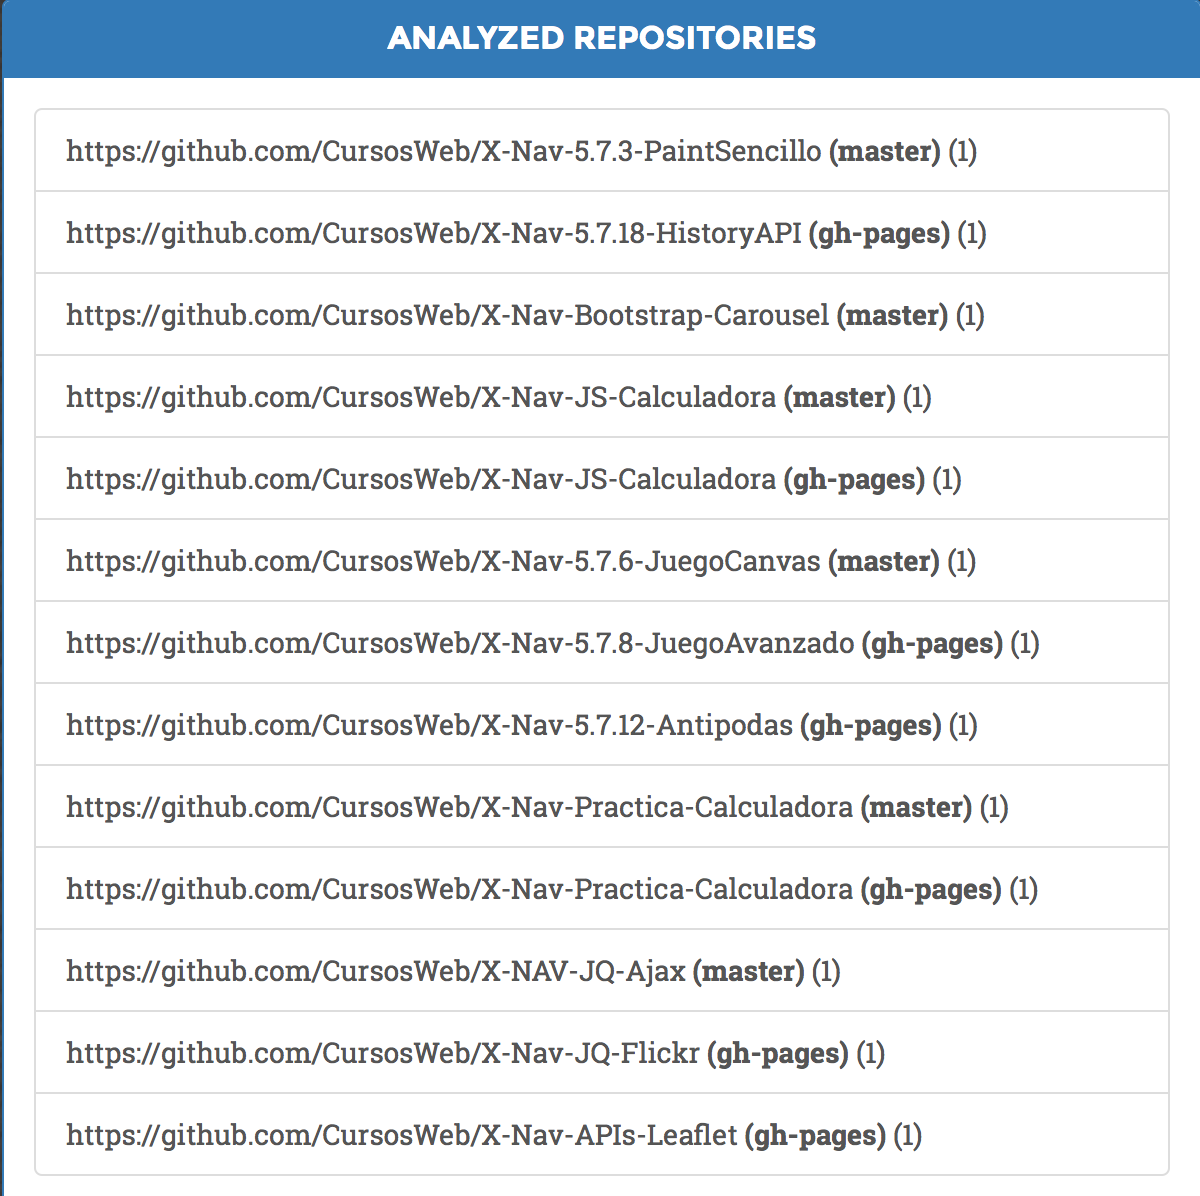 ANALYZED REPOSITORIES
https://github.com/CursosWeb/X-Nav-5.7.3-PaintSencillo (master) (1)
https://github.com/CursosWeb/X-Nav-5.7.18-HistoryAPI (gh-pages) (1)
https://github.com/CursosWeb/X-Nav-Bootstrap-Carousel (master) (1)
https://github.com/CursosWeb/X-Nav-JS-Calculadora (master) (1)
https://github.com/CursosWeb/X-Nav-JS-Calculadora (gh-pages) (1)
https://github.com/CursosWeb/X-Nav-5.7.6-JuegoCanvas (master) (1)
https://github.com/CursosWeb/X-Nav-5.7.8-JuegoAvanzado (gh-pages) (1)
https://github.com/CursosWeb/X-Nav-5.7.12-Antipodas (gh-pages) (1)
https://github.com/CursosWeb/X-Nav-Practica-Calculadora (master) (1)
https://github.com/CursosWeb/X-Nav-Practica-Calculadora (gh-pages) (1)
https://github.com/CursosWeb/X-NAV-JQ-Ajax (master) (1)
https://github.com/CursosWeb/X-Nav-JQ-Flickr (gh-pages) (1)
https://github.com/CursosWeb/X-Nav-APIs-Leaflet (gh-pages) (1)